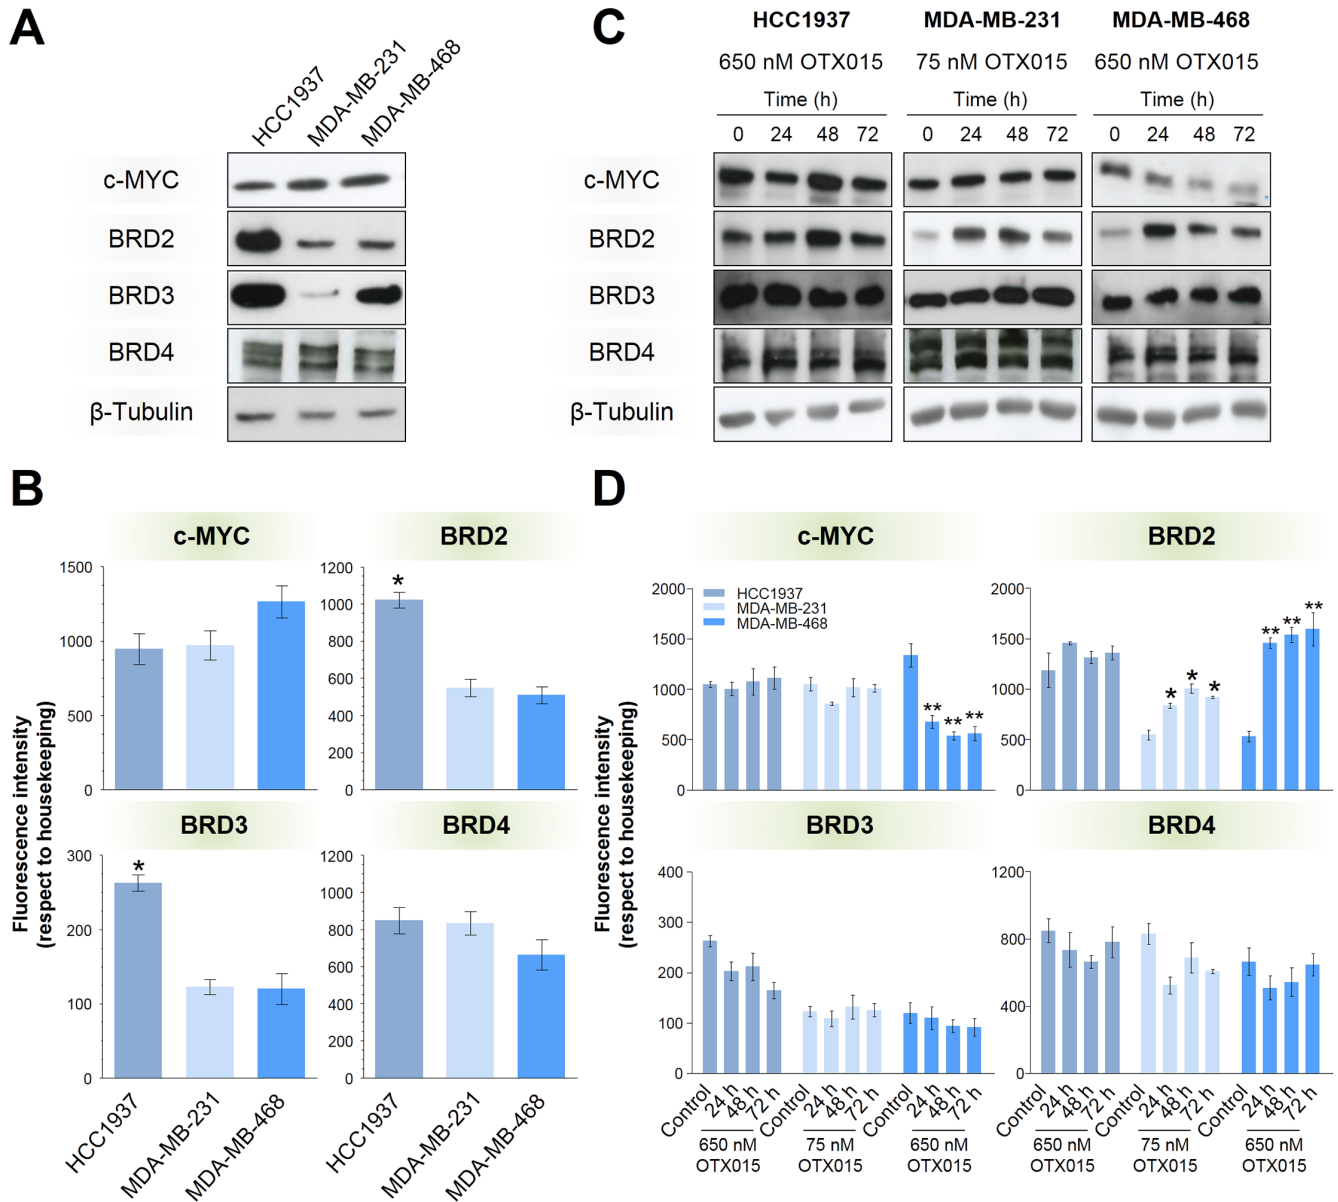 A
HCC1937
MDA-MB-231
MDA-MB-468
c-MYC
BRD2
BRD3
BRD4
β-Tubulin
C
HCC1937 MDA-MB-231 MDA-MB-468
650 nM OTX015 75 nM OTX015 650 nM OTX015
Time (h) Time (h) Time (h)
0 24 48 72 0 24 48 72 0 24 48 72
c-MYC
BRD2
BRD3
BRD4
β-Tubulin
B
Fluorescence intensity
(respect to housekeeping)
c-MYC
1500
1000
500
0
BRD2
1200
1000
800
600
400
200
0
*
BRD3
300
200
100
0
*
HCC1937
MDA-MB-231
MDA-MB-468
BRD4
1200
1000
800
600
400
200
0
HCC1937
MDA-MB-231
MDA-MB-468
D
Fluorescence intensity
(respect to housekeeping)
c-MYC
2000
1500
1000
500
0
HCC1937
MDA-MB-231
MDA-MB-468
** ** **
BRD2
2000
1500
1000
500
0
* * *
** ** **
BRD3
400
300
200
100
0
Control 24 h 48 h 72 h Control 24 h 48 h 72 h Control 24 h 48 h 72 h
650 nM 75 nM 650 nM
OTX015 OTX015 OTX015
BRD4
1200
800
400
0
Control 24 h 48 h 72 h Control 24 h 48 h 72 h Control 24 h 48 h 72 h
650 nM 75 nM 650 nM
OTX015 OTX015 OTX015